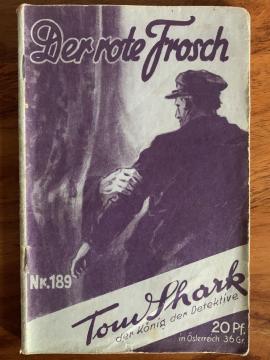 Der rote Frosch
Nr. 189
Tom Shark
der König der Detektive
20 Pf.
in Österreich 36 Gr.